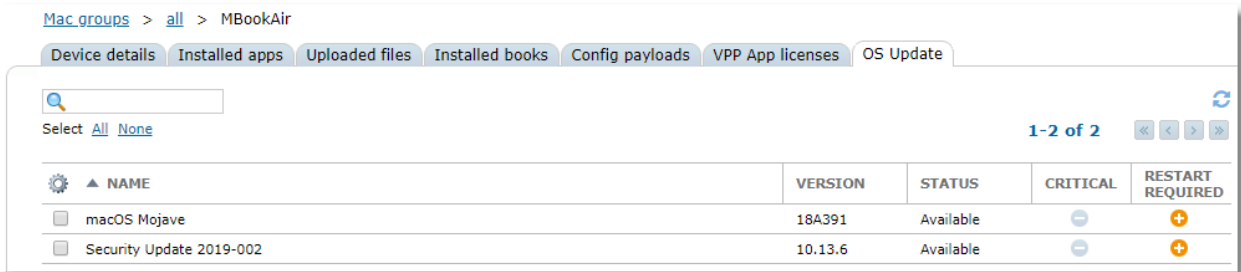 Mac groups > all > MBookAir
Device details Installed apps Uploaded files Installed books Config payloads VPP App licenses OS Update
Select All None 1-2 of 2 « < > »
▲ NAME VERSION STATUS CRITICAL RESTART REQUIRED
macOS Mojave 18A391 Available
Security Update 2019-002 10.13.6 Available